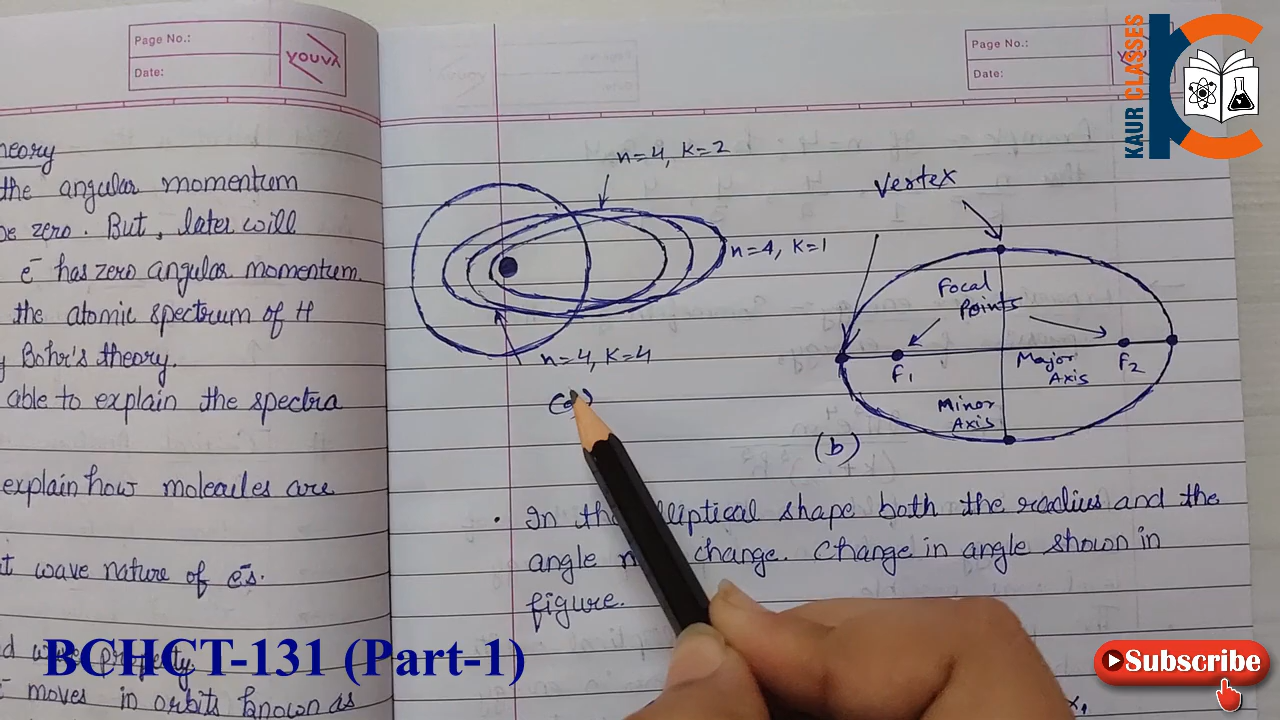 Page No.:
Date:
YOUVA
heory
the angular momentum
e zero. But, later will
e⁻ has zero angular momentum.
the atomic spectrum of H
Bohr's theory.
able to explain the spectra
explain how molecules are
t wave nature of e⁻s.
d wave property
moves in orbits known as
Page No.:
Date:
KAUR CLASSES
n=4, K=2
n=4, K=1
n=4, K=4
(a)
Vertex
Focal
Points
F₁
F₂
Major
Axis
Minor
Axis
(b)
• In the elliptical shape both the radius and the
angle change. Change in angle shown in
figure.
BCHCT-131 (Part-1)
Subscribe